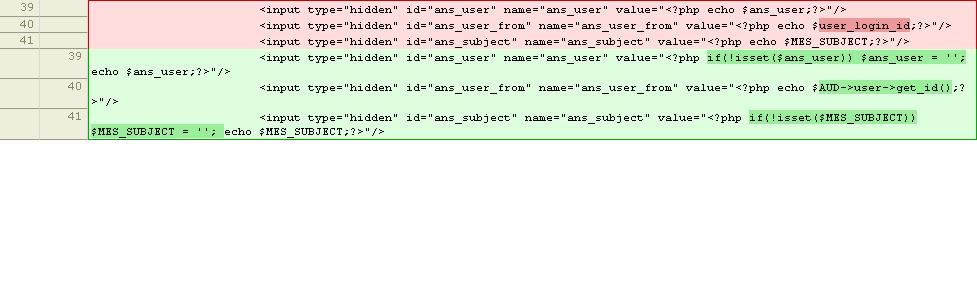 39 <input type="hidden" id="ans_user" name="ans_user" value="<?php echo $ans_user;?>"/>
40 <input type="hidden" id="ans_user_from" name="ans_user_from" value="<?php echo $user_login_id;?>"/>
41 <input type="hidden" id="ans_subject" name="ans_subject" value="<?php echo $MES_SUBJECT;?>"/>
39 <input type="hidden" id="ans_user" name="ans_user" value="<?php if(!isset($ans_user)) $ans_user = '';
echo $ans_user;?>"/>
40 <input type="hidden" id="ans_user_from" name="ans_user_from" value="<?php echo $AUD->user->get_id();?
>"/>
41 <input type="hidden" id="ans_subject" name="ans_subject" value="<?php if(!isset($MES_SUBJECT))
$MES_SUBJECT = ''; echo $MES_SUBJECT;?>"/>